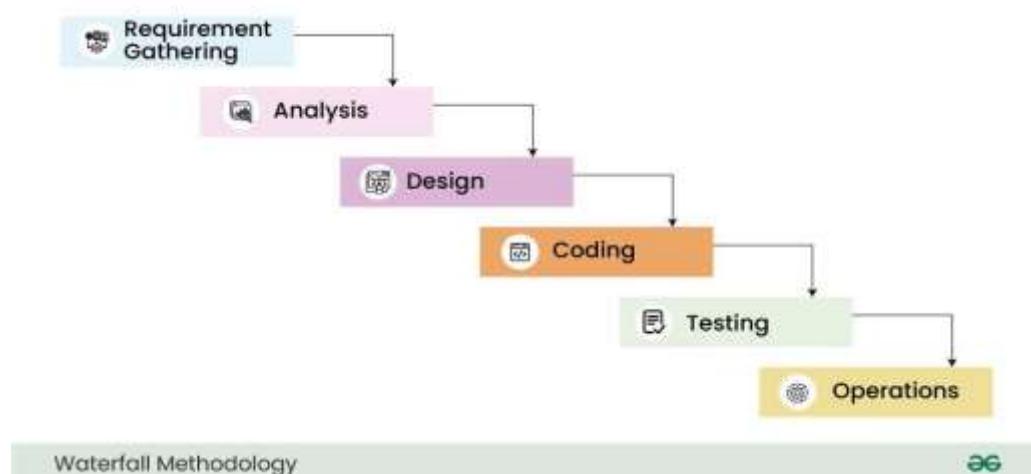 Requirement
Gathering
Analysis
Design
Coding
Testing
Operations
Waterfall Methodology